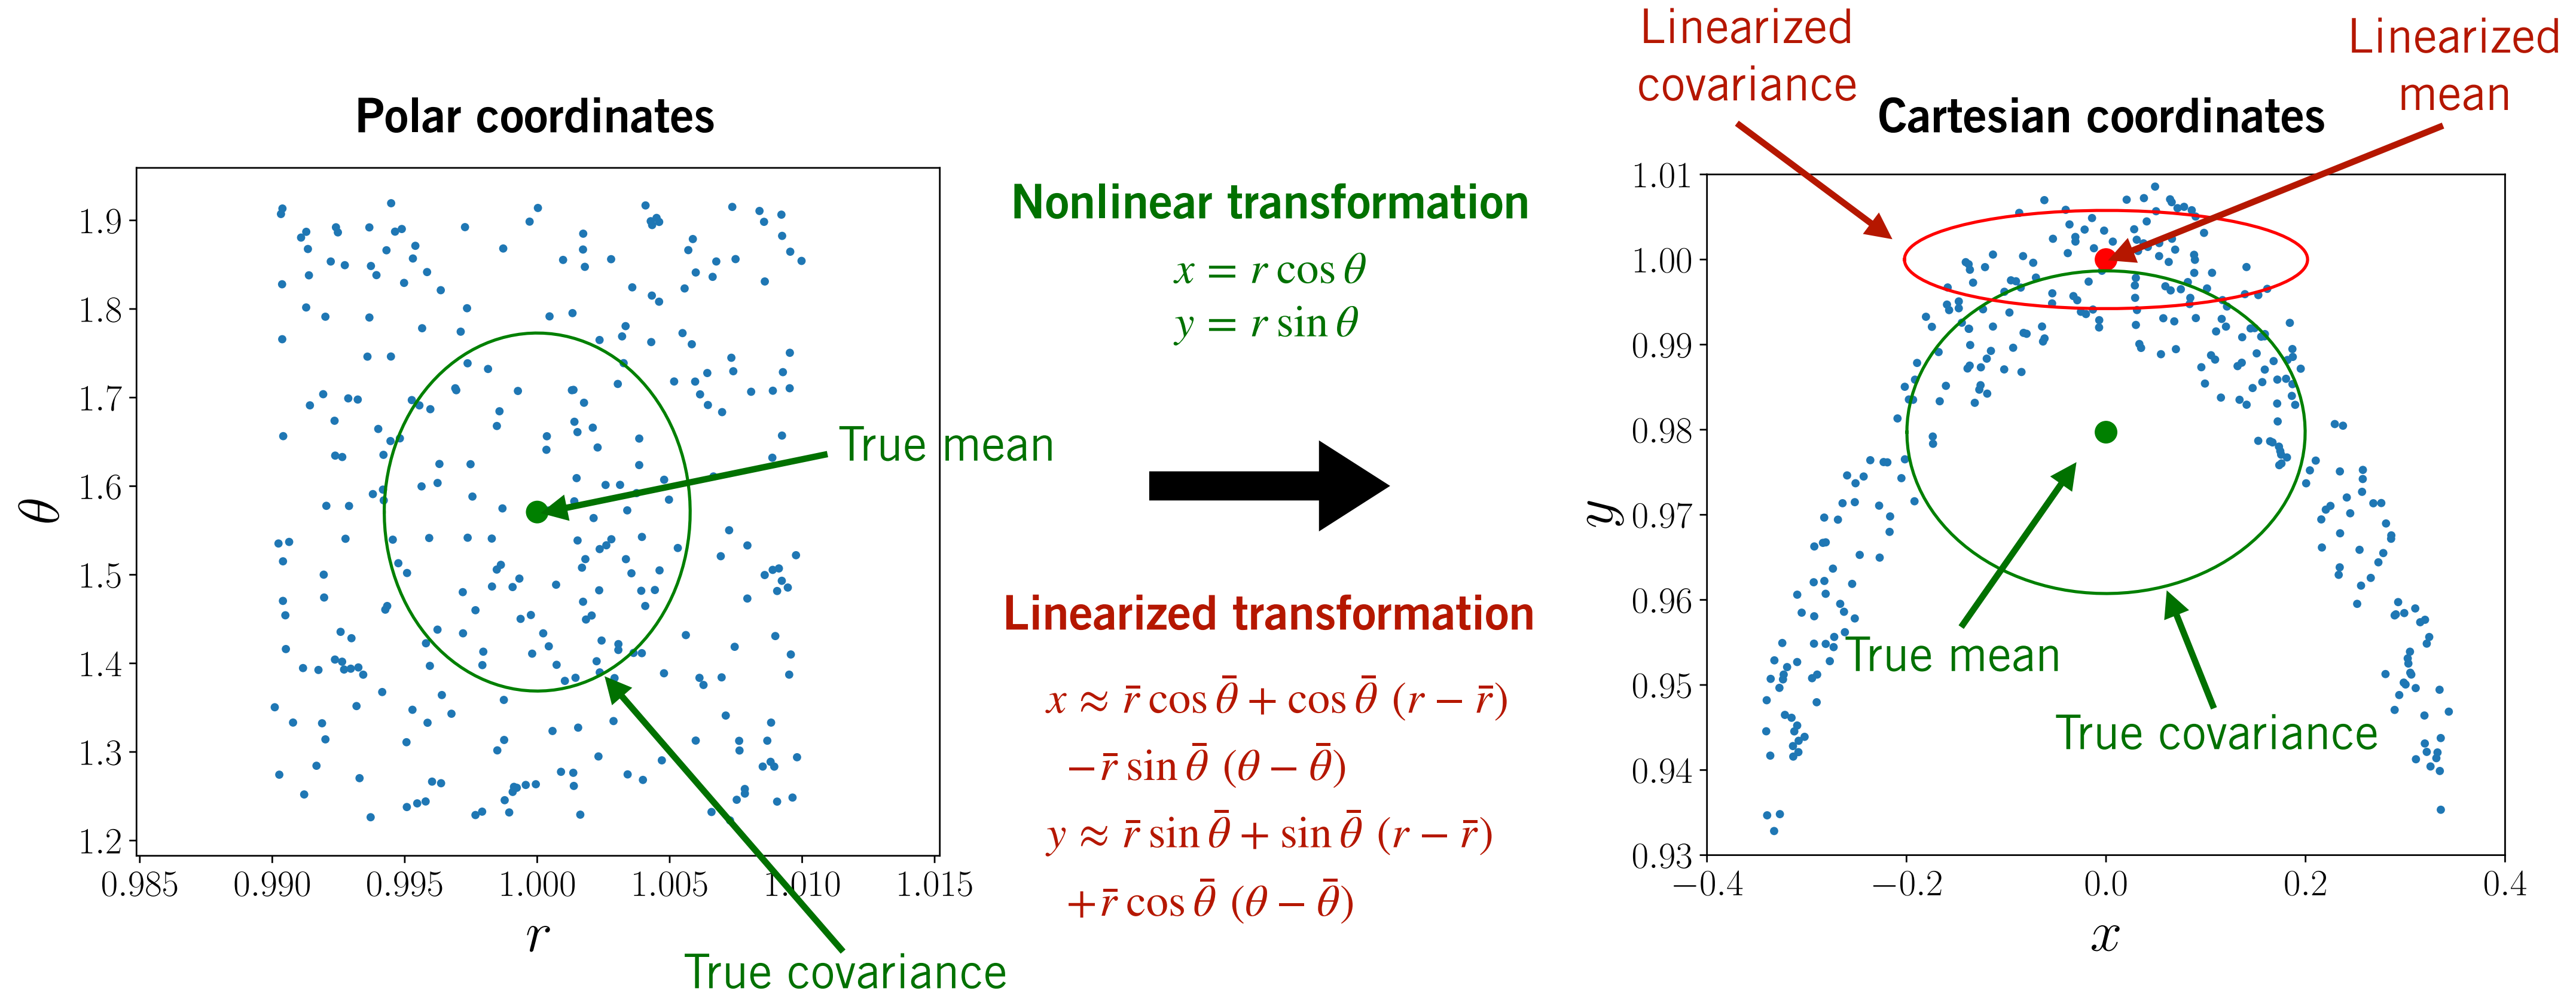 Linearized
covariance
Linearized
mean
Polar coordinates
Cartesian coordinates
θ
1.9
1.8
1.7
1.6
1.5
1.4
1.3
1.2
0.985 0.990 0.995 1.000 1.005 1.010 1.015
r
True mean
True covariance
Nonlinear transformation
x = r cos θ
y = r sin θ
Linearized transformation
x ≈ r̄ cos θ̄ + cos θ̄ (r − r̄)
−r̄ sin θ̄ (θ − θ̄)
y ≈ r̄ sin θ̄ + sin θ̄ (r − r̄)
+r̄ cos θ̄ (θ − θ̄)
y
1.01
1.00
0.99
0.98
0.97
0.96
0.95
0.94
0.93
−0.4 −0.2 0.0 0.2 0.4
x
True mean
True covariance